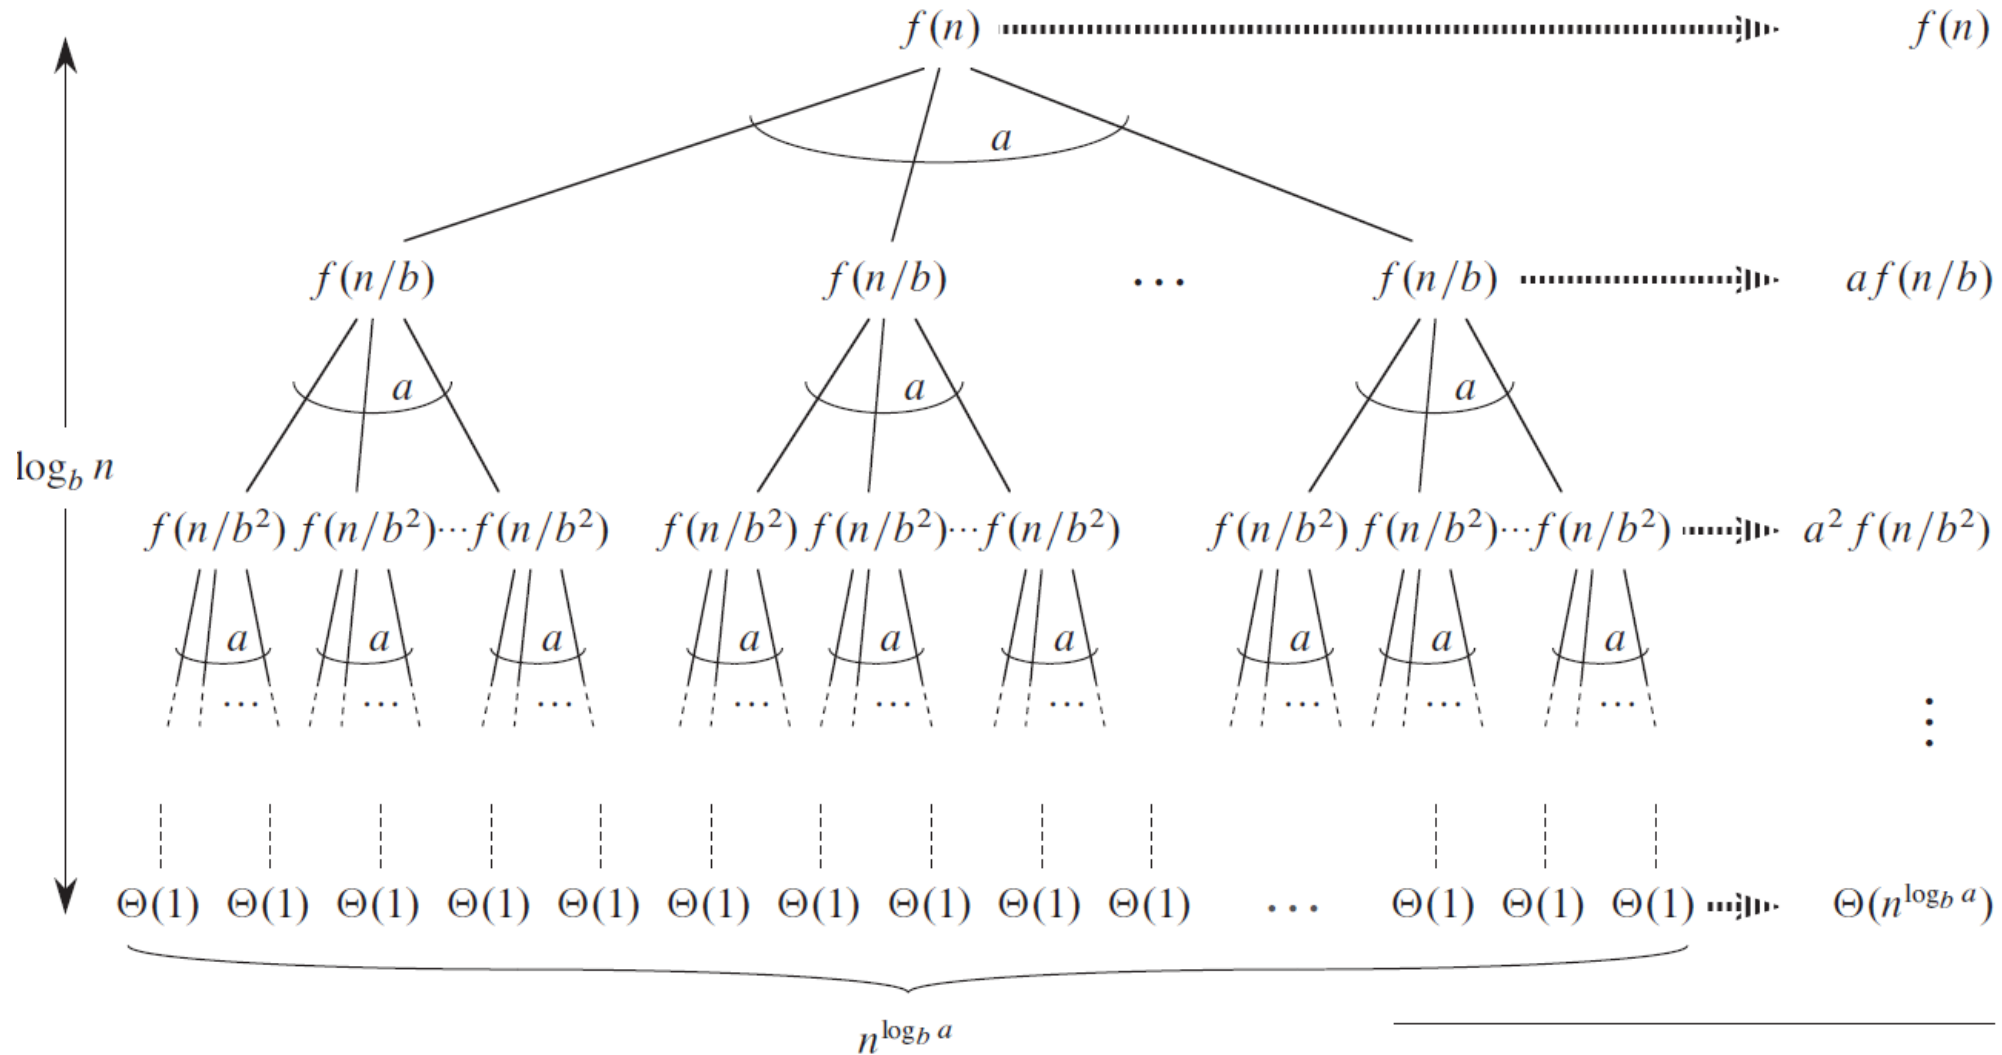 f(n) f(n)
a
f(n/b) f(n/b) ... f(n/b) af(n/b)
a a a
log_b n
f(n/b²) f(n/b²)...f(n/b²) f(n/b²) f(n/b²)...f(n/b²) f(n/b²) f(n/b²)...f(n/b²) a² f(n/b²)
a a a a a a a a a
... ... ... ... ... ... ... ... ... ⋮
Θ(1) Θ(1) Θ(1) Θ(1) Θ(1) Θ(1) Θ(1) Θ(1) Θ(1) Θ(1) ... Θ(1) Θ(1) Θ(1) Θ(n^{log_b a})
n^{log_b a}